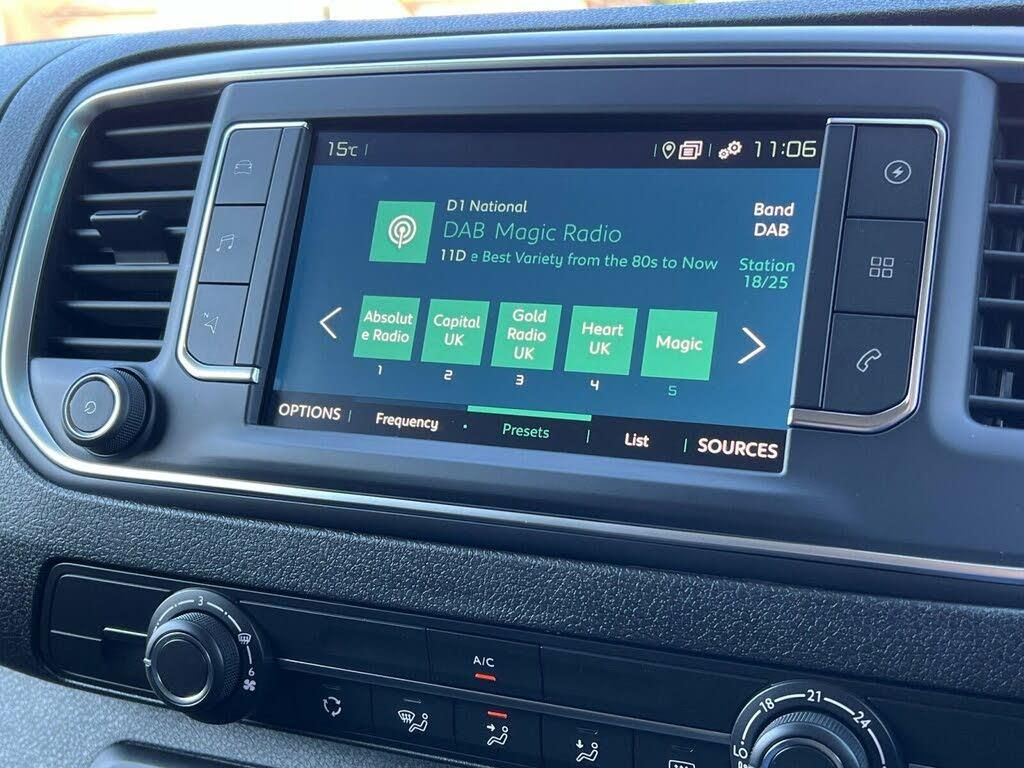 15°C
11:06
D1 National
DAB Magic Radio
11D e Best Variety from the 80s to Now
Band
DAB
Station
18/25
Absolut
e Radio
Capital
UK
Gold
Radio
UK
Heart
UK
Magic
1
2
3
4
5
OPTIONS
Frequency
Presets
List
SOURCES
N
3
6
A/C
18
21
24